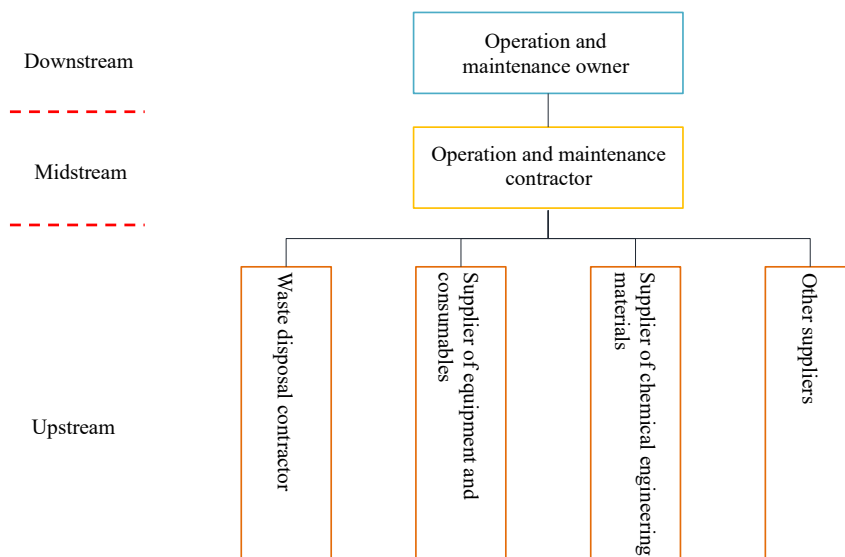 Downstream
Operation and
maintenance owner
Midstream
Operation and maintenance
contractor
Upstream
Waste disposal contractor
Supplier of equipment and
consumables
Supplier of chemical engineering
materials
Other suppliers